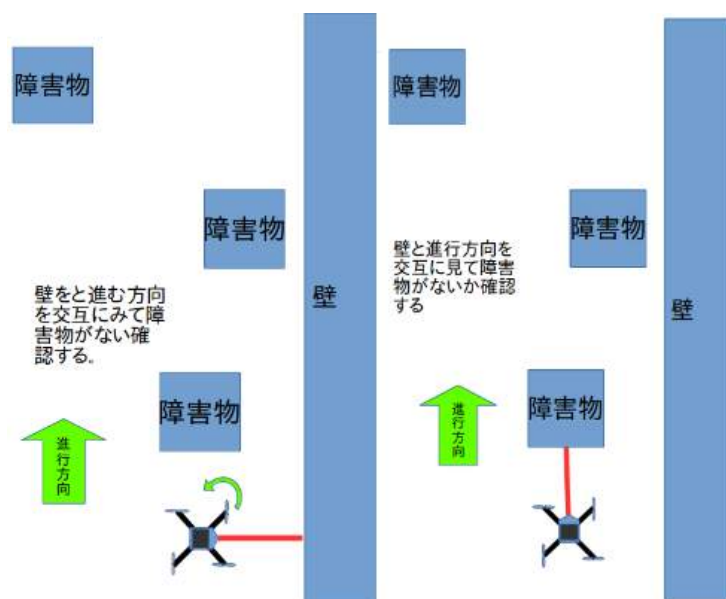 障害物
障害物
壁をと進む方向
を交互にみて障
害物がない確
認する。
壁
障害物
進行方向
障害物
障害物
壁と進行方向を
交互に見て障害
物がないか確認
する
壁
障害物
進行方向